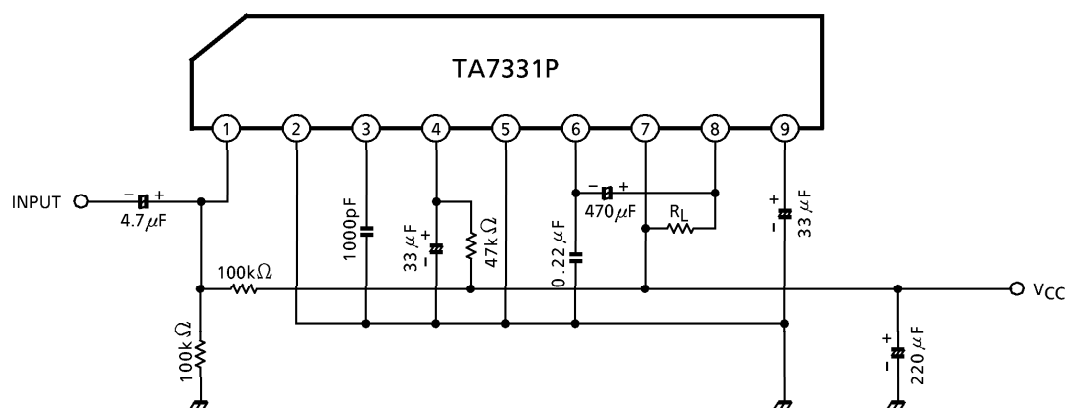 TA7331P
1 2 3 4 5 6 7 8 9
INPUT
− +
4.7μF
1000pF
33μF
+
−
47kΩ
0.22μF
− +
470μF
RL
+
−
33μF
100kΩ
VCC
100kΩ
+
−
220μF